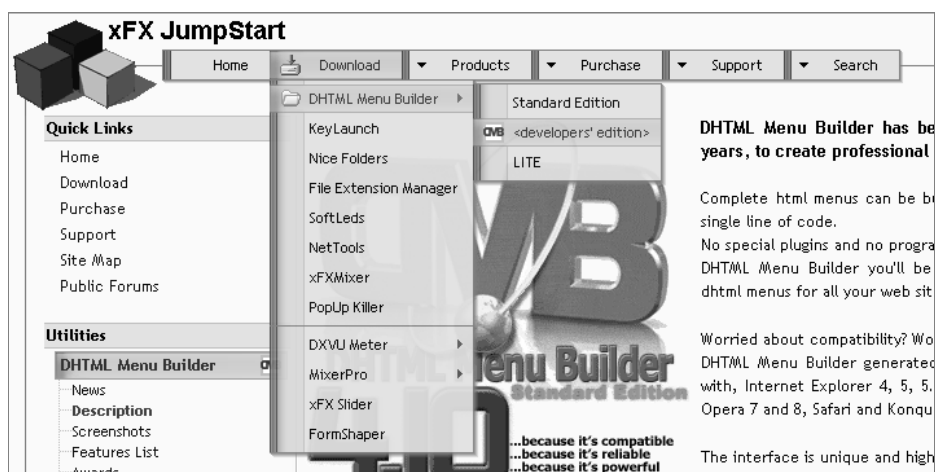 xFX JumpStart
Home
Download
Products
Purchase
Support
Search
DHTML Menu Builder
KeyLaunch
Nice Folders
File Extension Manager
SoftLeds
NetTools
xFXMixer
PopUp Killer
DXVU Meter
MixerPro
xFX Slider
FormShaper
Standard Edition
DMB <developers' edition>
LITE
Quick Links
Home
Download
Purchase
Support
Site Map
Public Forums
Utilities
DHTML Menu Builder
News
Description
Screenshots
Features List
Awards
Menu Builder
Standard Edition
...because it's compatible
...because it's reliable
...because it's powerful
DHTML Menu Builder has be
years, to create professional
Complete html menus can be b
single line of code.
No special plugins and no progra
DHTML Menu Builder you'll be
dhtml menus for all your web sit
Worried about compatibility? Wo
DHTML Menu Builder generated
with, Internet Explorer 4, 5, 5.
Opera 7 and 8, Safari and Konqu
The interface is unique and high